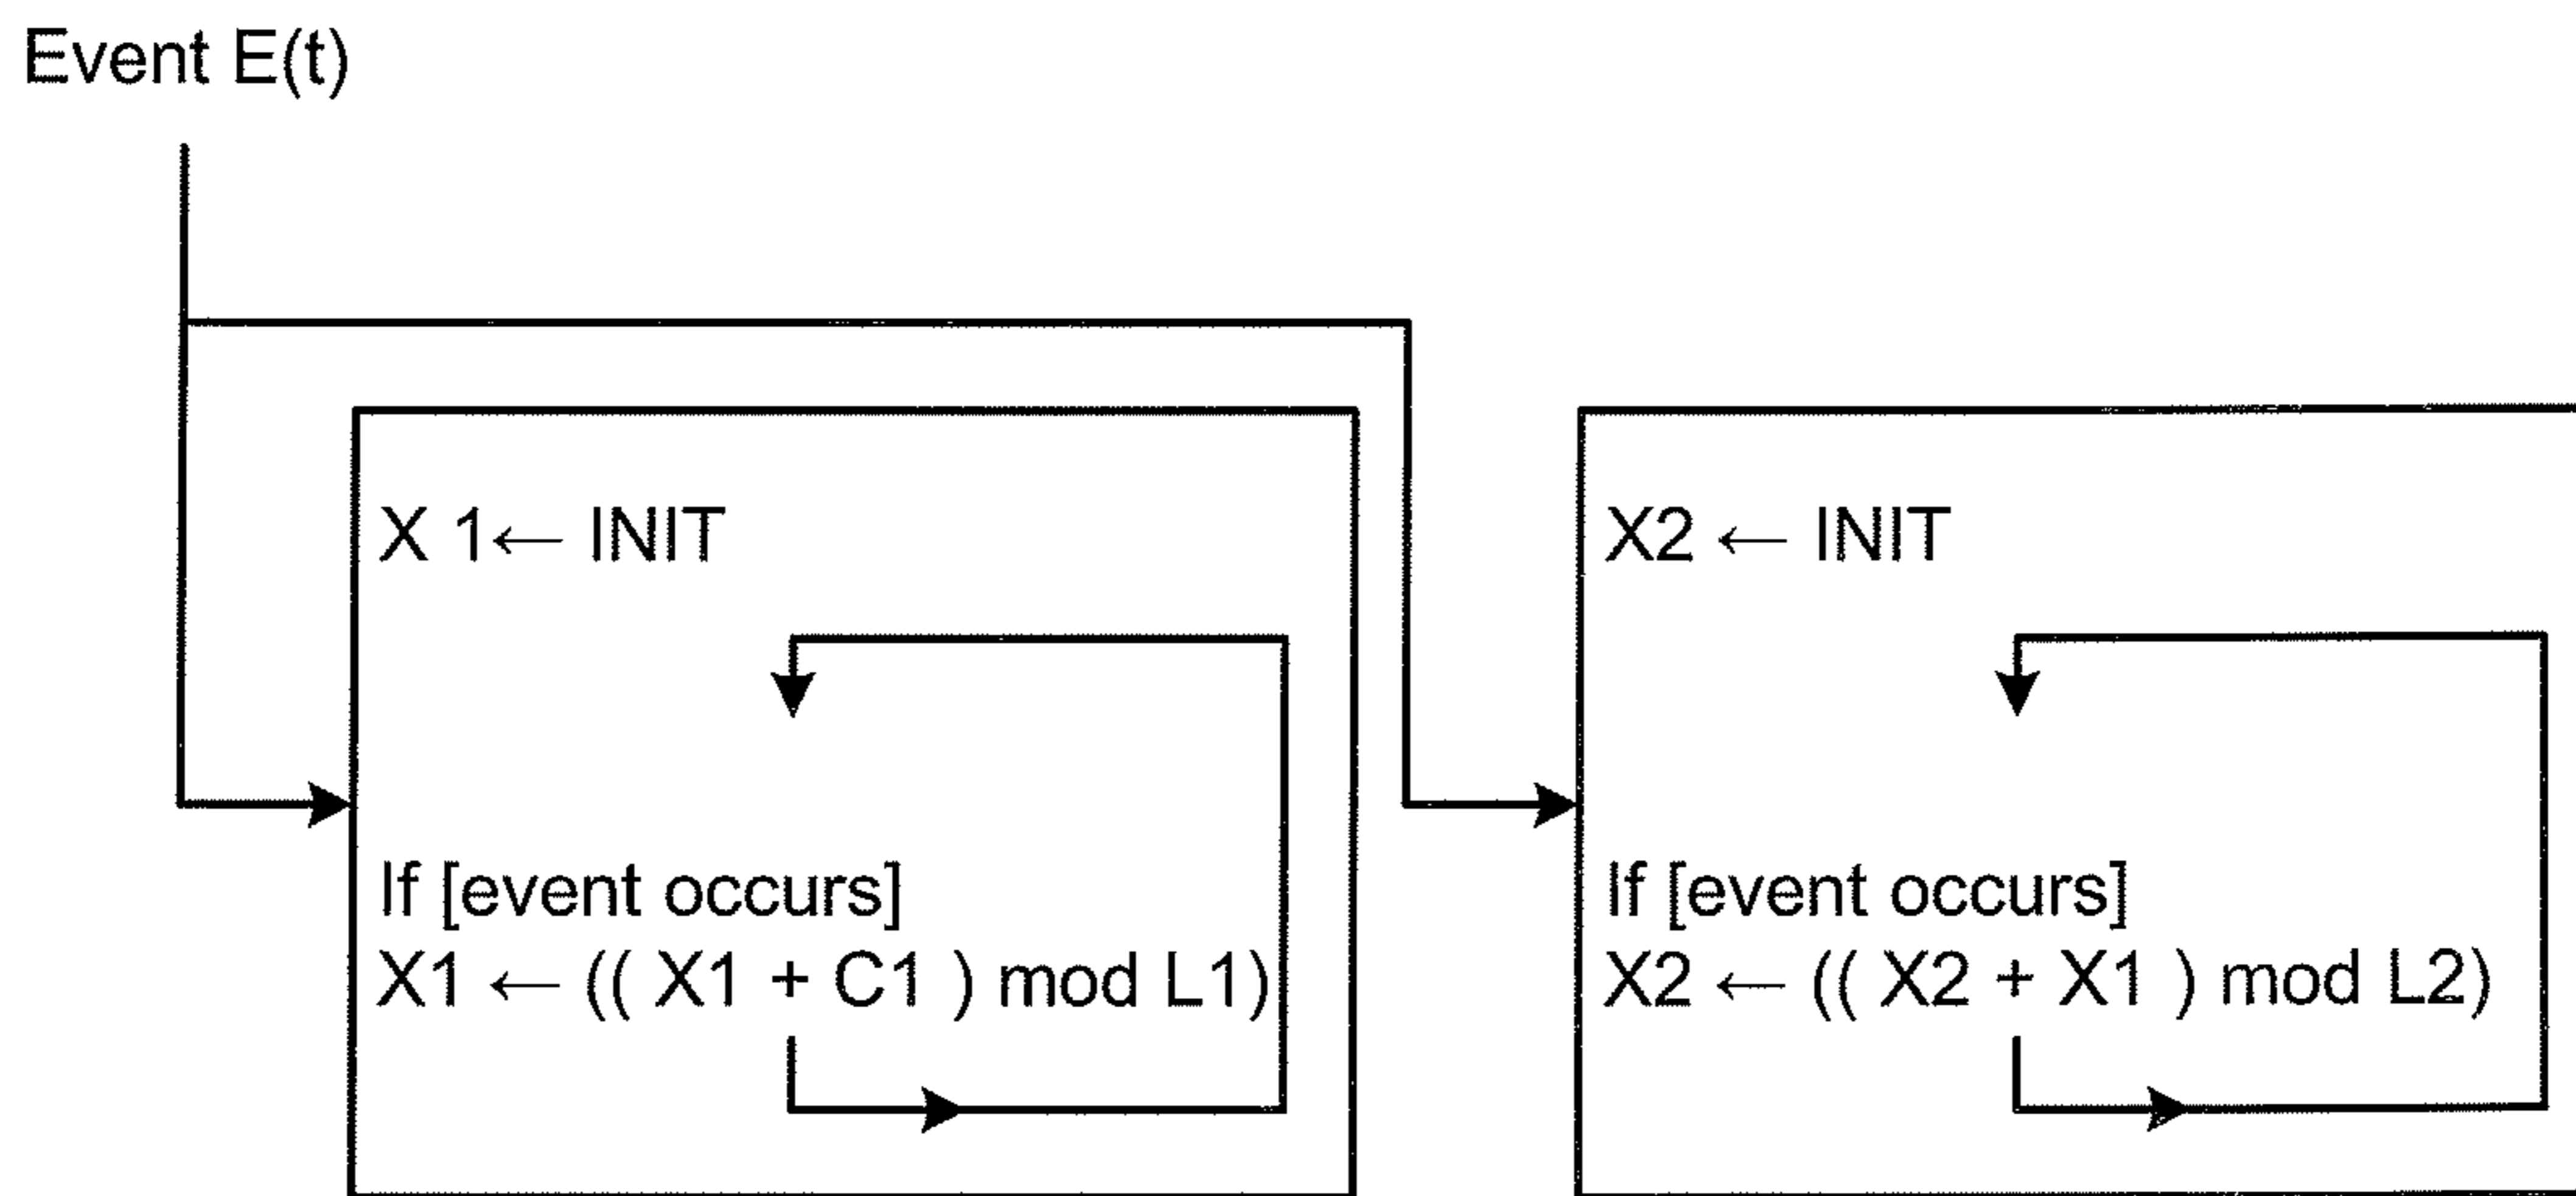 Event E(t)
X 1← INIT
If [event occurs]
X1 ← (( X1 + C1 ) mod L1)
X2 ← INIT
If [event occurs]
X2 ← (( X2 + X1 ) mod L2)